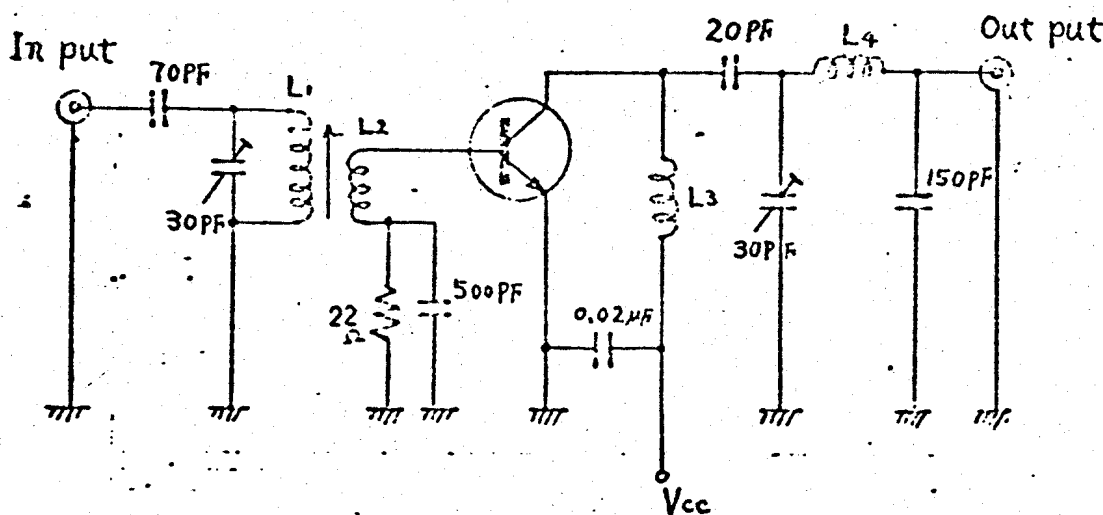 In put
70PF
L1
L2
30PF
22
Ω
500PF
20PF
L4
Out put
L3
30PF
150PF
0.02μF
Vcc